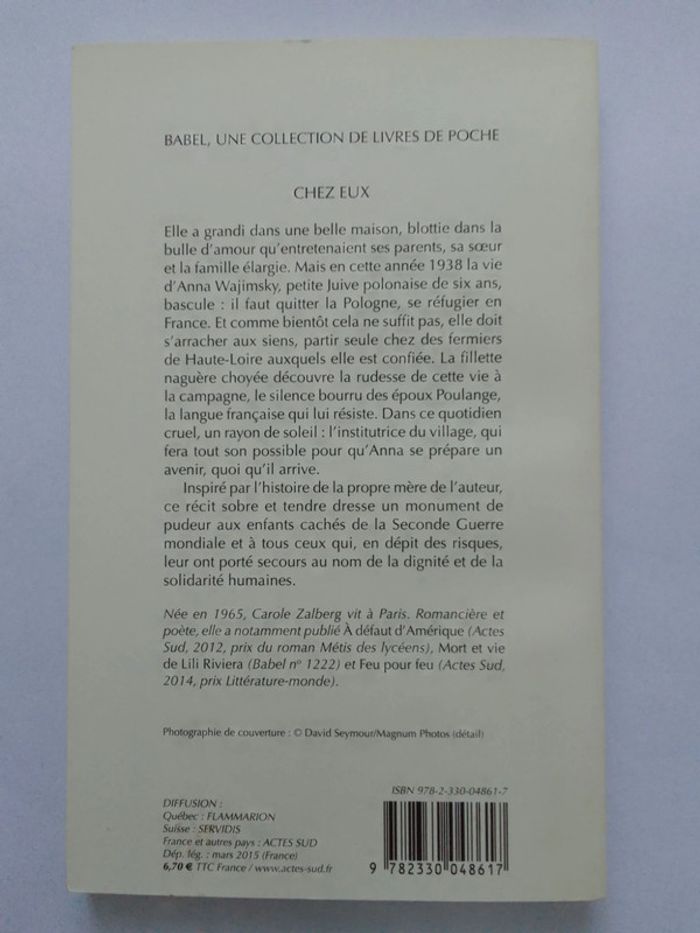 BABEL, UNE COLLECTION DE LIVRES DE POCHE
CHEZ EUX
Elle a grandi dans une belle maison, blottie dans la
bulle d'amour qu'entretenaient ses parents, sa sœur
et la famille élargie. Mais en cette année 1938 la vie
d'Anna Wajimsky, petite Juive polonaise de six ans,
bascule : il faut quitter la Pologne, se réfugier en
France. Et comme bientôt cela ne suffit pas, elle doit
s'arracher aux siens, partir seule chez des fermiers
de Haute-Loire auxquels elle est confiée. La fillette
naguère choyée découvre la rudesse de cette vie à
la campagne, le silence bourru des époux Poulange,
la langue française qui lui résiste. Dans ce quotidien
cruel, un rayon de soleil : l'institutrice du village, qui
fera tout son possible pour qu'Anna se prépare un
avenir, quoi qu'il arrive.
Inspiré par l'histoire de la propre mère de l'auteur,
ce récit sobre et tendre dresse un monument de
pudeur aux enfants cachés de la Seconde Guerre
mondiale et à tous ceux qui, en dépit des risques,
leur ont porté secours au nom de la dignité et de la
solidarité humaines.
Née en 1965, Carole Zalberg vit à Paris. Romancière et
poète, elle a notamment publié À défaut d'Amérique (Actes
Sud, 2012, prix du roman Métis des lycéens), Mort et vie
de Lili Riviera (Babel nº 1222) et Feu pour feu (Actes Sud,
2014, prix Littérature-monde).
Photographie de couverture : © David Seymour/Magnum Photos (détail)
ISBN 978-2-330-04861-7
DIFFUSION :
Québec : FLAMMARION
Suisse : SERVIDIS
France et autres pays : ACTES SUD
Dép. lég. : mars 2015 (France)
6,70 € TTC France / www.actes-sud.fr
9 782330 048617